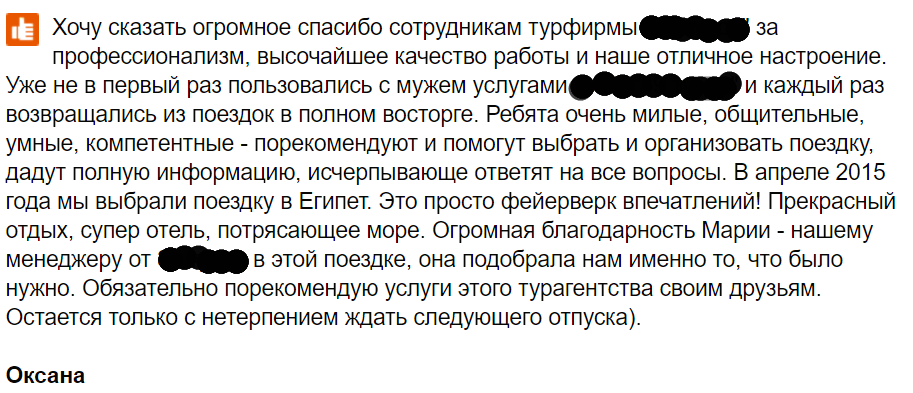 Хочу сказать огромное спасибо сотрудникам турфирмы за
профессионализм, высочайшее качество работы и наше отличное настроение.
Уже не в первый раз пользовались с мужем услугами и каждый раз
возвращались из поездок в полном восторге. Ребята очень милые, общительные,
умные, компетентные - порекомендуют и помогут выбрать и организовать поездку,
дадут полную информацию, исчерпывающе ответят на все вопросы. В апреле 2015
года мы выбрали поездку в Египет. Это просто фейерверк впечатлений! Прекрасный
отдых, супер отель, потрясающее море. Огромная благодарность Марии - нашему
менеджеру от в этой поездке, она подобрала нам именно то, что было
нужно. Обязательно порекомендую услуги этого турагентства своим друзьям.
Остается только с нетерпением ждать следующего отпуска).
Оксана